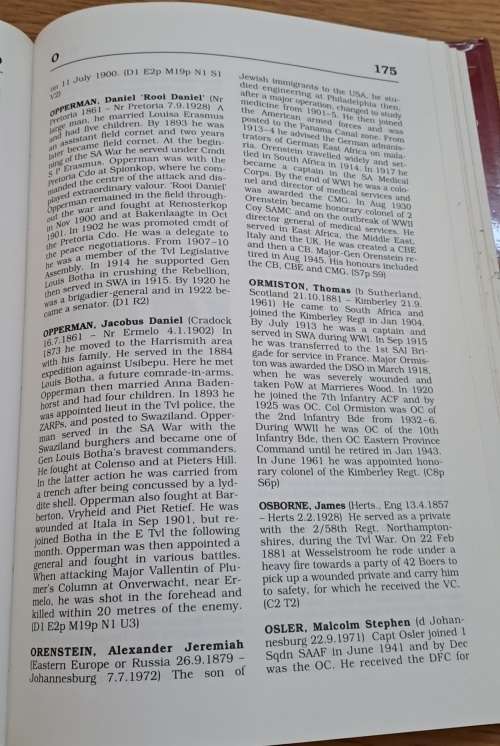 O
175
on 11 July 1900. (D1 E2p M19p N1 S1
V2)
OPPERMAN, Daniel 'Rooi Daniel' (Nr
Pretoria 1861 – Nr Pretoria 7.9.1928) A
large man, he married Louisa Erasmus
and had five children. By 1893 he was
an assistant field cornet and two years
later became field cornet. At the begin-
ning of the SA War he served under Cmdt
S P Erasmus. Opperman was with the
Pretoria Cdo at Spionkop, where he com-
manded the centre of the attack and dis-
played extraordinary valour. 'Rooi Daniel'
Opperman remained in the field through-
out the war and fought at Renosterkop
in Nov 1900 and at Bakenlaagte in Oct
1901. In 1902 he was promoted cmdt of
the Pretoria Cdo. He was a delegate to
the peace negotiations. From 1907–10
he was a member of the Tvl Legislative
Assembly. In 1914 he supported Gen
Louis Botha in crushing the Rebellion,
then served in SWA in 1915. By 1920 he
was a brigadier-general and in 1922 be-
came a senator. (D1 R2)
OPPERMAN, Jacobus Daniel (Cradock
16.7.1861 – Nr Ermelo 4.1.1902) In
1873 he moved to the Harrismith area
with his family. He served in the 1884
expedition against Usibepu. Here he met
Louis Botha, a future comrade-in-arms.
Opperman then married Anna Baden-
horst and had four children. In 1893 he
was appointed lieut in the Tvl police, the
ZARPs, and posted to Swaziland. Opper-
man served in the SA War with the
Swaziland burghers and became one of
Gen Louis Botha's bravest commanders.
He fought at Colenso and at Pieters Hill.
In the latter action he was carried from
a trench after being concussed by a lyd-
dite shell. Opperman also fought at Bar-
berton, Vryheid and Piet Retief. He was
wounded at Itala in Sep 1901, but re-
joined Botha in the E Tvl the following
month. Opperman was then appointed a
general and fought in various battles.
When attacking Major Vallentin of Plu-
mer's Column at Onverwacht, near Er-
melo, he was shot in the forehead and
killed within 20 metres of the enemy.
(D1 E2p M19p N1 U3)
ORENSTEIN, Alexander Jeremiah
(Eastern Europe or Russia 26.9.1879 –
Johannesburg 7.7.1972) The son of
Jewish immigrants to the USA, he stu-
died engineering at Philadelphia then,
after a major operation, changed to study
medicine from 1901–5. He then joined
the American armed forces and was
posted to the Panama Canal zone. From
1913–4 he advised the German adminis-
trators of German East Africa on mala-
ria. Orenstein travelled widely and set-
tled in South Africa in 1914. In 1917 he
became a captain in the SA Medical
Corps. By the end of WWI he was a colo-
nel and director of medical services and
was awarded the CMG. In Aug 1930
Orenstein became honorary colonel of 2
Coy SAMC and on the outbreak of WWII
director general of medical services. He
served in East Africa, the Middle East,
Italy and the UK. He was created a CBE
and then a CB. Major-Gen Orenstein re-
tired in Aug 1945. His honours included
the CB, CBE and CMG. (S7p S9)
ORMISTON, Thomas (b Sutherland,
Scotland 21.10.1881 – Kimberley 21.9.
1961) He came to South Africa and
joined the Kimberley Regt in Jan 1904.
By July 1913 he was a captain and
served in SWA during WWI. In Sep 1915
he was transferred to the 1st SAI Bri-
gade for service in France. Major Ormis-
ton was awarded the DSO in March 1918,
when he was severely wounded and
taken PoW at Marrieres Wood. In 1920
he joined the 7th Infantry ACF and by
1925 was OC. Col Ormiston was OC of
the 2nd Infantry Bde from 1932–6.
During WWII he was OC of the 10th
Infantry Bde, then OC Eastern Province
Command until he retired in Jan 1943.
In June 1961 he was appointed hono-
rary colonel of the Kimberley Regt. (C8p
S6p)
OSBORNE, James (Herts., Eng 13.4.1857
– Herts 2.2.1928) He served as a private
with the 2/58th Regt, Northampton-
shires, during the Tvl War. On 22 Feb
1881 at Wesselstroom he rode under a
heavy fire towards a party of 42 Boers to
pick up a wounded private and carry him
to safety, for which he received the VC.
(C2 T2)
OSLER, Malcolm Stephen (d Johan-
nesburg 22.9.1971) Capt Osler joined 1
Sqdn SAAF in June 1941 and by Dec
was the OC. He received the DFC for